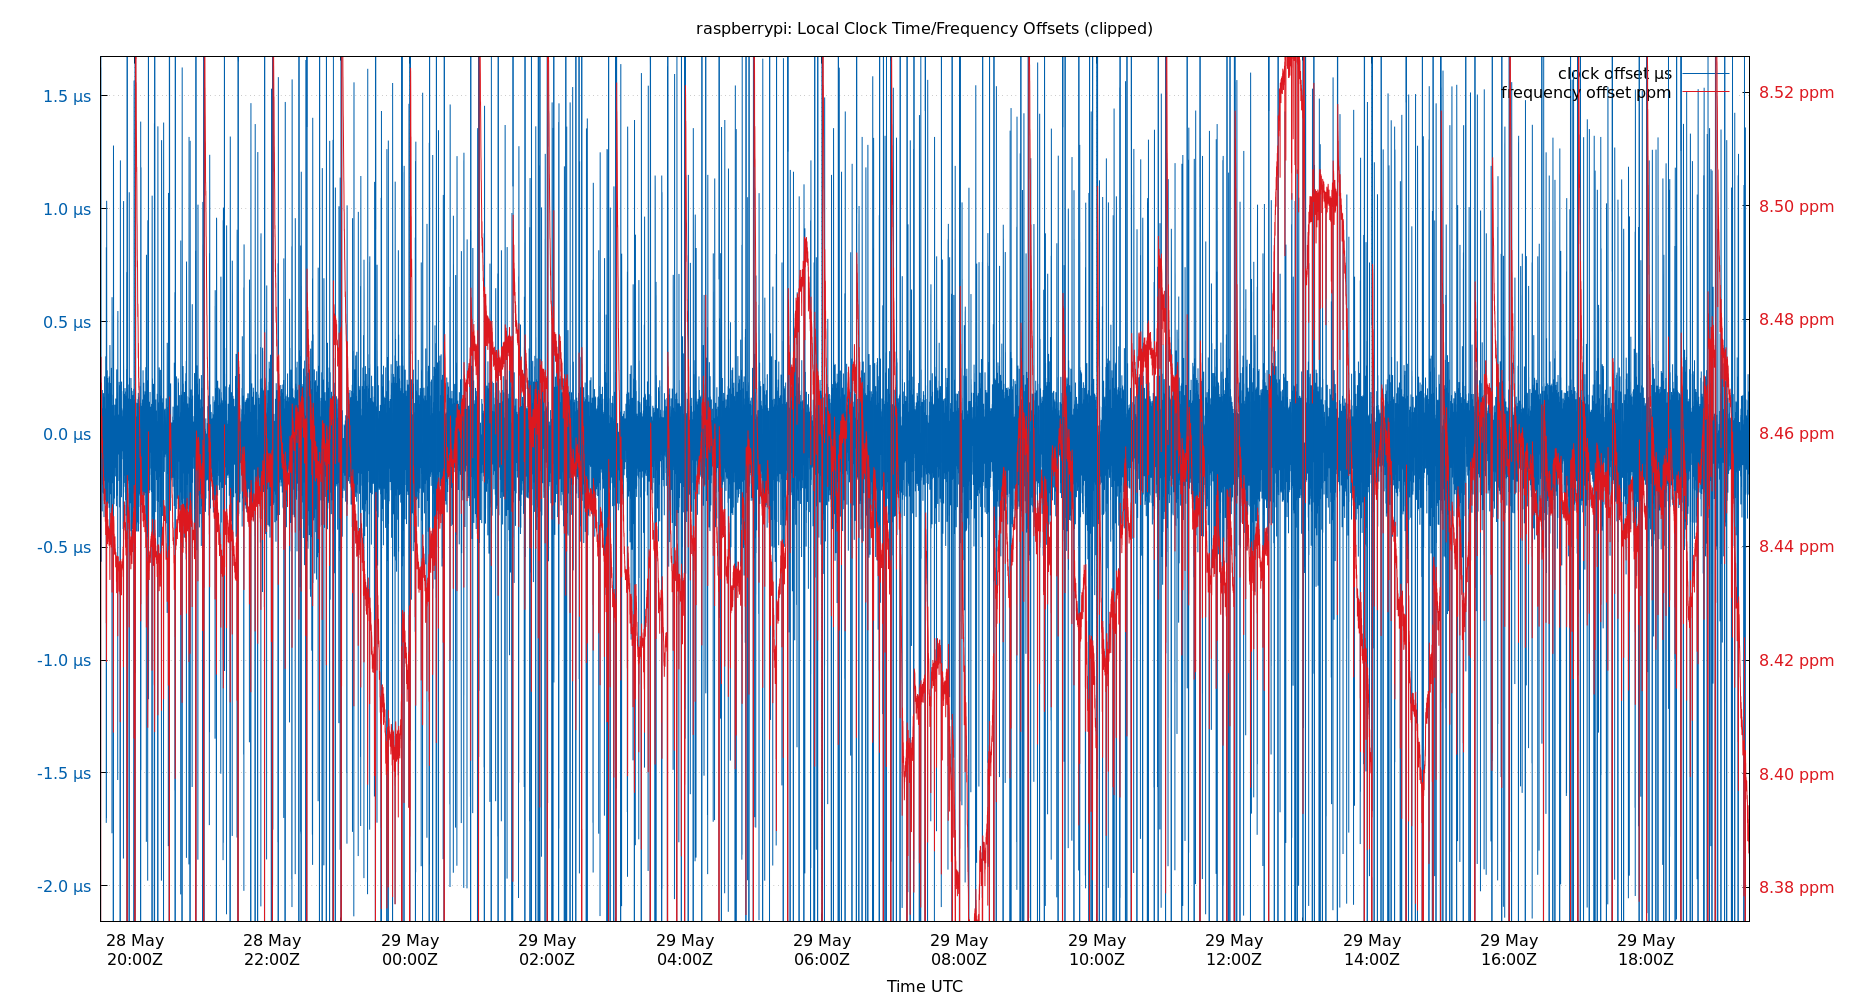 raspberrypi: Local Clock Time/Frequency Offsets (clipped)
clock offset µs
frequency offset ppm
1.5 µs
1.0 µs
0.5 µs
0.0 µs
-0.5 µs
-1.0 µs
-1.5 µs
-2.0 µs
8.52 ppm
8.50 ppm
8.48 ppm
8.46 ppm
8.44 ppm
8.42 ppm
8.40 ppm
8.38 ppm
28 May 28 May 29 May 29 May 29 May 29 May 29 May 29 May 29 May 29 May 29 May 29 May
20:00Z 22:00Z 00:00Z 02:00Z 04:00Z 06:00Z 08:00Z 10:00Z 12:00Z 14:00Z 16:00Z 18:00Z
Time UTC